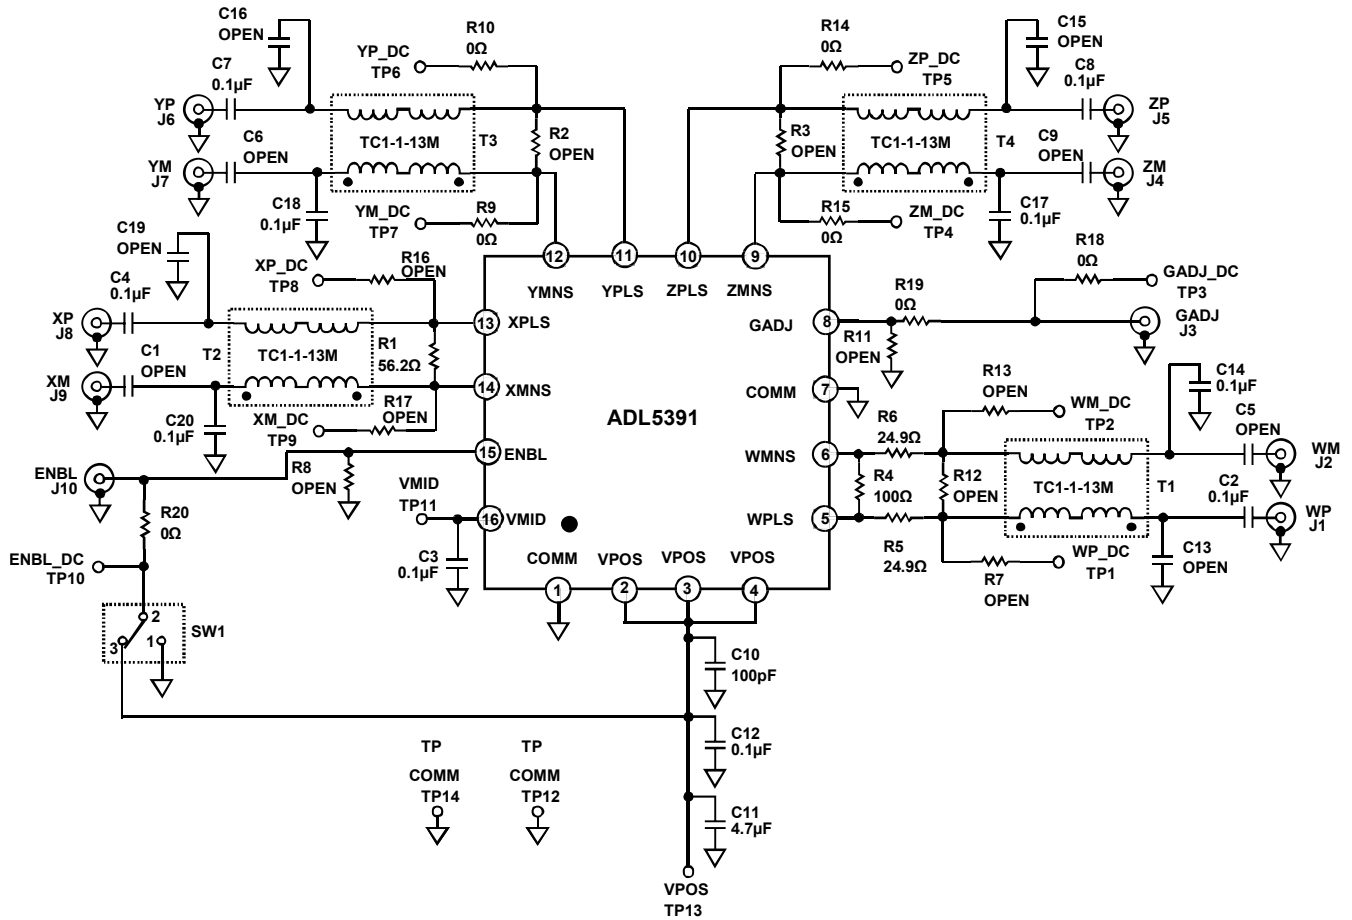 C16
OPEN
C7
0.1µF
YP
J6
C6
OPEN
YM
J7
C18
0.1µF
TC1-1-13M
T3
YP_DC
TP6
R10
0Ω
R2
OPEN
YM_DC
TP7
R9
0Ω
R14
0Ω
ZP_DC
TP5
R3
OPEN
TC1-1-13M
T4
C15
OPEN
C8
0.1µF
ZP
J5
C9
OPEN
ZM
J4
R15
0Ω
ZM_DC
TP4
C17
0.1µF
C19
OPEN
C4
0.1µF
XP
J8
C1
OPEN
XM
J9
C20
0.1µF
T2
TC1-1-13M
XP_DC
TP8
R16
OPEN
R1
56.2Ω
XM_DC
TP9
R17
OPEN
12
11
10
9
YMNS
YPLS
ZPLS
ZMNS
13
XPLS
14
XMNS
15
ENBL
16
VMID
ADL5391
GADJ
8
COMM
7
WMNS
6
WPLS
5
COMM
VPOS
VPOS
VPOS
1
2
3
4
R19
0Ω
R11
OPEN
R18
0Ω
GADJ_DC
TP3
GADJ
J3
R6
24.9Ω
R4
100Ω
R5
24.9Ω
R13
OPEN
WM_DC
TP2
R12
OPEN
TC1-1-13M
T1
R7
OPEN
WP_DC
TP1
C14
0.1µF
C5
OPEN
WM
J2
C2
0.1µF
WP
J1
C13
OPEN
ENBL
J10
R8
OPEN
R20
0Ω
ENBL_DC
TP10
SW1
2
3
1
VMID
TP11
C3
0.1µF
C10
100pF
C12
0.1µF
C11
4.7µF
TP
COMM
TP14
TP
COMM
TP12
VPOS
TP13